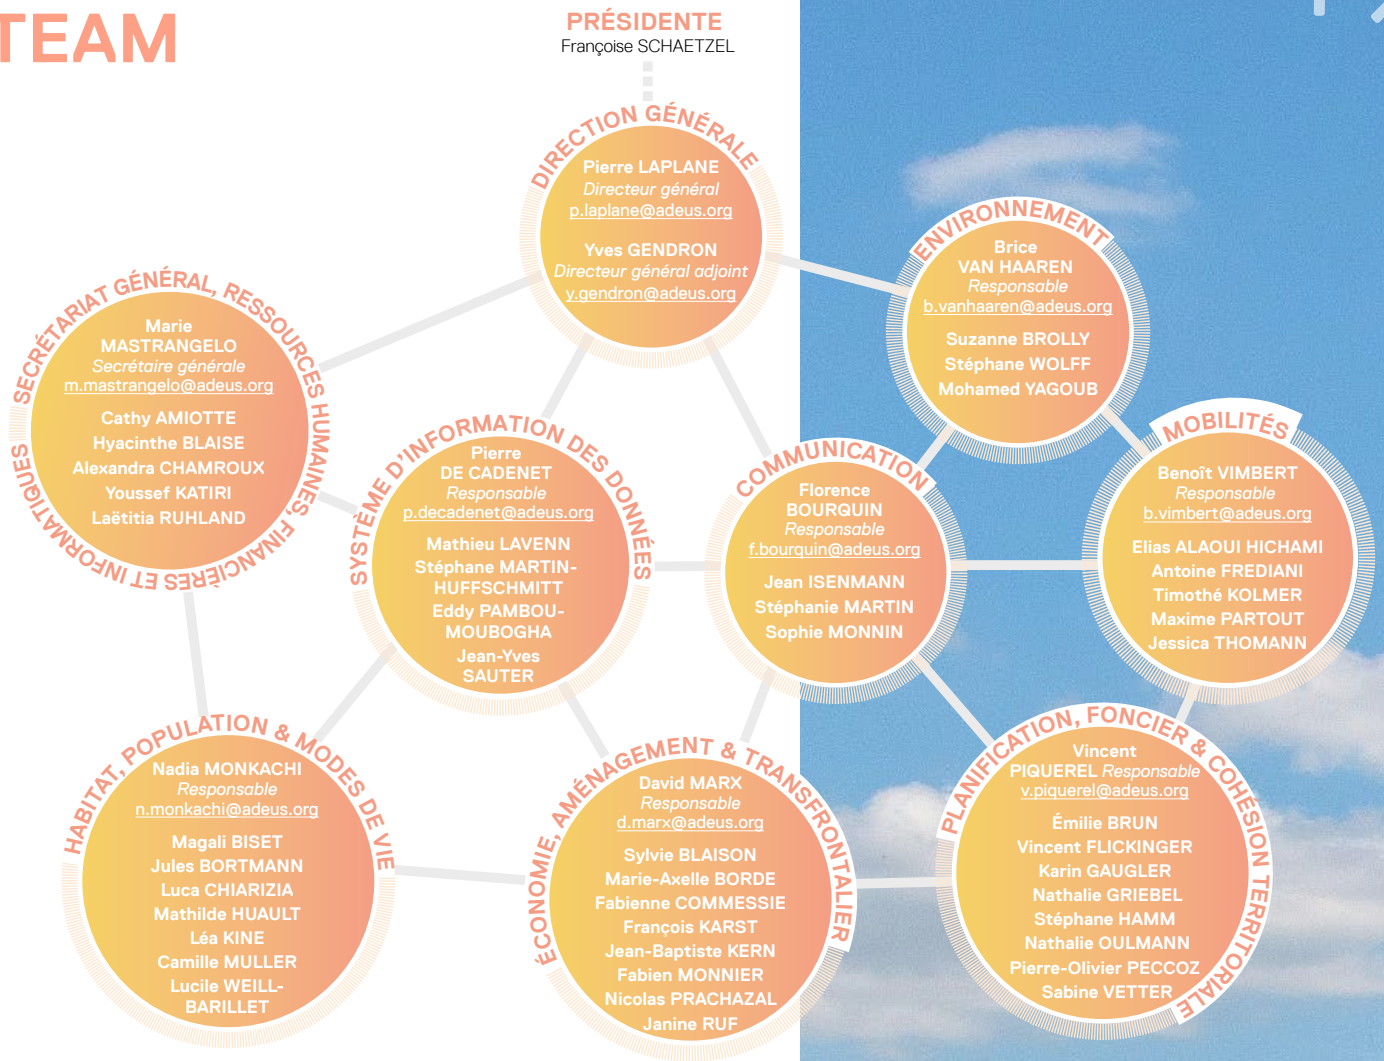 TEAM
PRÉSIDENTE
Françoise SCHAETZEL
DIRECTION GÉNÉRALE
Pierre LAPLANE
Directeur général
p.laplane@adeus.org
Yves GENDRON
Directeur général adjoint
y.gendron@adeus.org
ENVIRONNEMENT
Brice
VAN HAAREN
Responsable
b.vanhaaren@adeus.org
Suzanne BROLLY
Stéphane WOLFF
Mohamed YAGOUB
SECRÉTARIAT GÉNÉRAL, RESSOURCES HUMAINES, FINANCIÈRES ET INFORMATIQUES
Marie
MASTRANGELO
Secrétaire générale
m.mastrangelo@adeus.org
Cathy AMIOTTE
Hyacinthe BLAISE
Alexandra CHAMROUX
Youssef KATIRI
Laëtitia RUHLAND
SYSTÈME D'INFORMATION DES DONNÉES
Pierre
DE CADENET
Responsable
p.decadenet@adeus.org
Mathieu LAVENN
Stéphane MARTIN-
HUFFSCHMITT
Eddy PAMBOU-
MOUBOGHA
Jean-Yves
SAUTER
COMMUNICATION
Florence
BOURQUIN
Responsable
f.bourquin@adeus.org
Jean ISENMANN
Stéphanie MARTIN
Sophie MONNIN
MOBILITÉS
Benoît VIMBERT
Responsable
b.vimbert@adeus.org
Elias ALAOUI HICHAMI
Antoine FREDIANI
Timothé KOLMER
Maxime PARTOUT
Jessica THOMANN
HABITAT, POPULATION & MODES DE VIE
Nadia MONKACHI
Responsable
n.monkachi@adeus.org
Magali BISET
Jules BORTMANN
Luca CHIARIZIA
Mathilde HUAULT
Léa KINE
Camille MULLER
Lucile WEILL-
BARILLET
ÉCONOMIE, AMÉNAGEMENT & TRANSFRONTALIER
David MARX
Responsable
d.marx@adeus.org
Sylvie BLAISON
Marie-Axelle BORDE
Fabienne COMMESSIE
François KARST
Jean-Baptiste KERN
Fabien MONNIER
Nicolas PRACHAZAL
Janine RUF
PLANIFICATION, FONCIER & COHÉSION TERRITORIALE
Vincent
PIQUEREL Responsable
v.piquerel@adeus.org
Émilie BRUN
Vincent FLICKINGER
Karin GAUGLER
Nathalie GRIEBEL
Stéphane HAMM
Nathalie OULMANN
Pierre-Olivier PECCOZ
Sabine VETTER